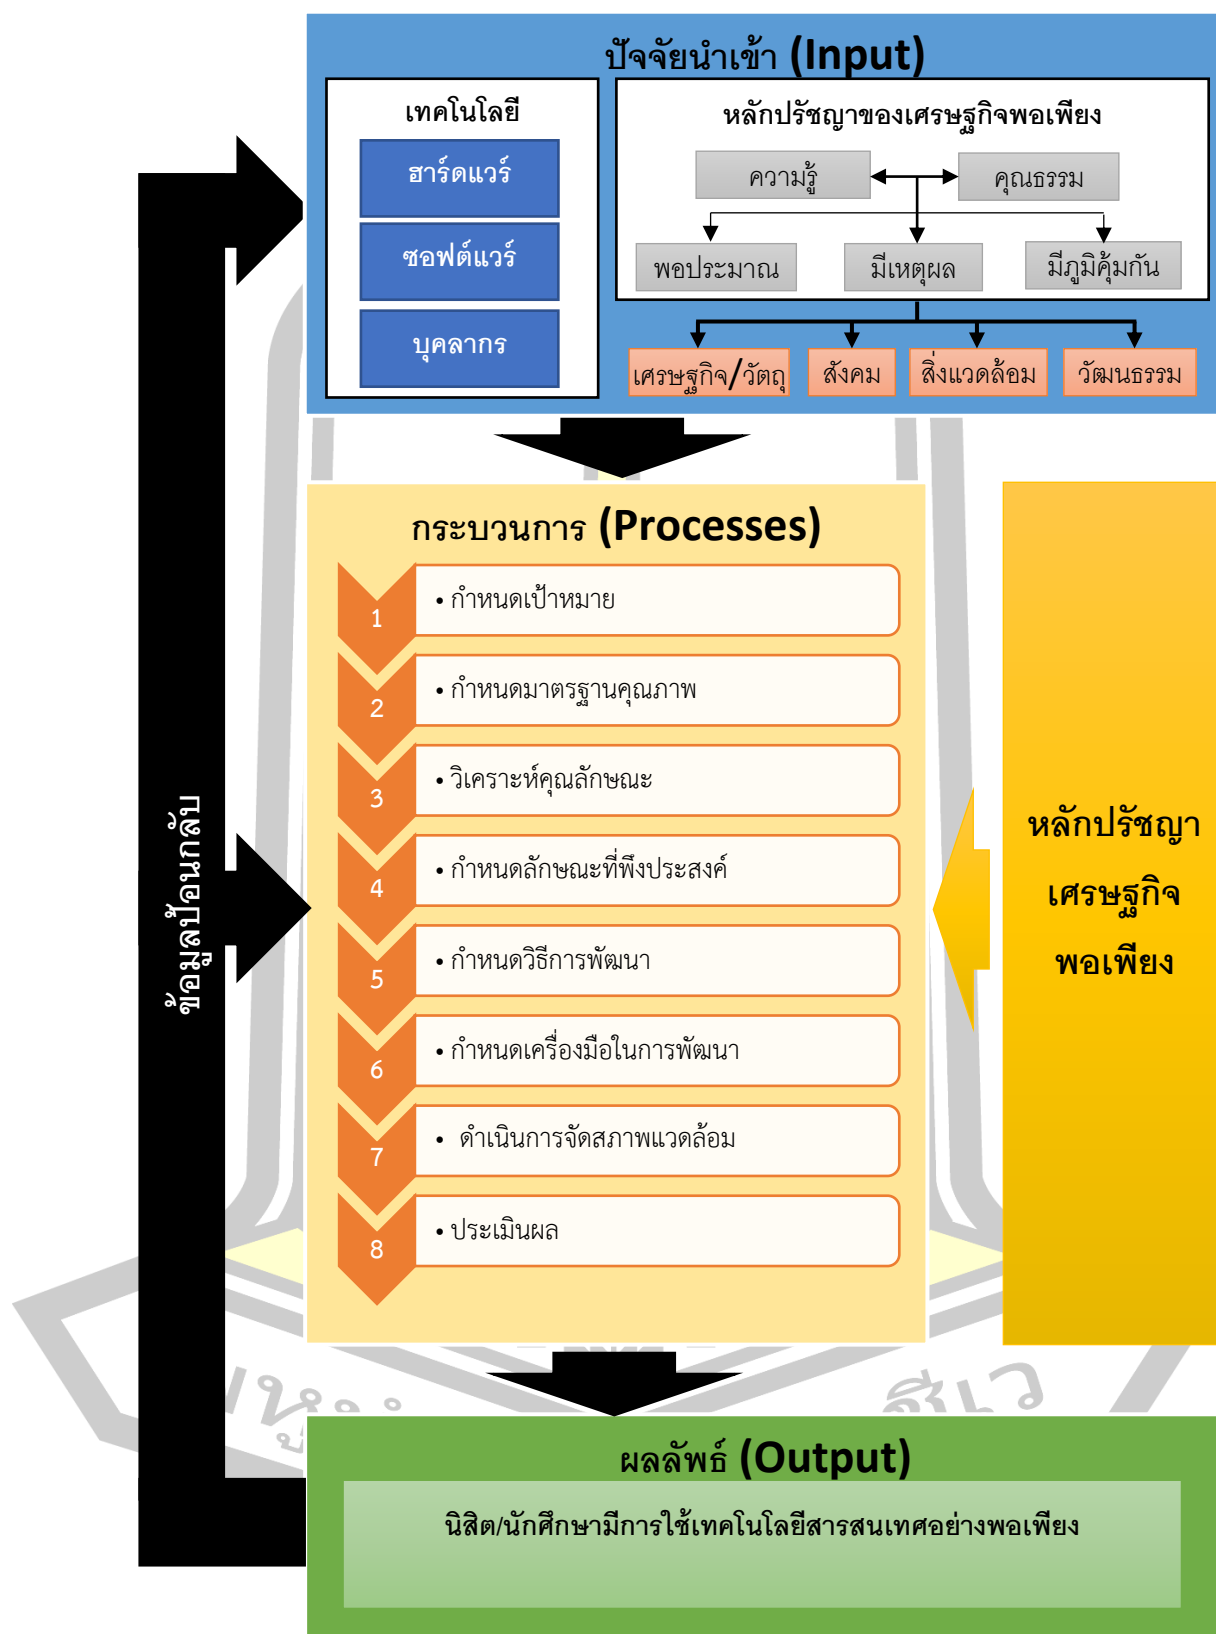 ปัจจัยนำเข้า (Input)
เทคโนโลยี
ฮาร์ดแวร์
ซอฟต์แวร์
บุคลากร
หลักปรัชญาของเศรษฐกิจพอเพียง
ความรู้
คุณธรรม
พอประมาณ
มีเหตุผล
มีภูมิคุ้มกัน
เศรษฐกิจ/วัตถุ
สังคม
สิ่งแวดล้อม
วัฒนธรรม
กระบวนการ (Processes)
1
• กำหนดเป้าหมาย
2
• กำหนดมาตรฐานคุณภาพ
3
• วิเคราะห์คุณลักษณะ
4
• กำหนดลักษณะที่พึงประสงค์
5
• กำหนดวิธีการพัฒนา
6
• กำหนดเครื่องมือในการพัฒนา
7
• ดำเนินการจัดสภาพแวดล้อม
8
• ประเมินผล
หลักปรัชญา
เศรษฐกิจ
พอเพียง
ข้อมูลป้อนกลับ
ผลลัพธ์ (Output)
นิสิต/นักศึกษามีการใช้เทคโนโลยีสารสนเทศอย่างพอเพียง